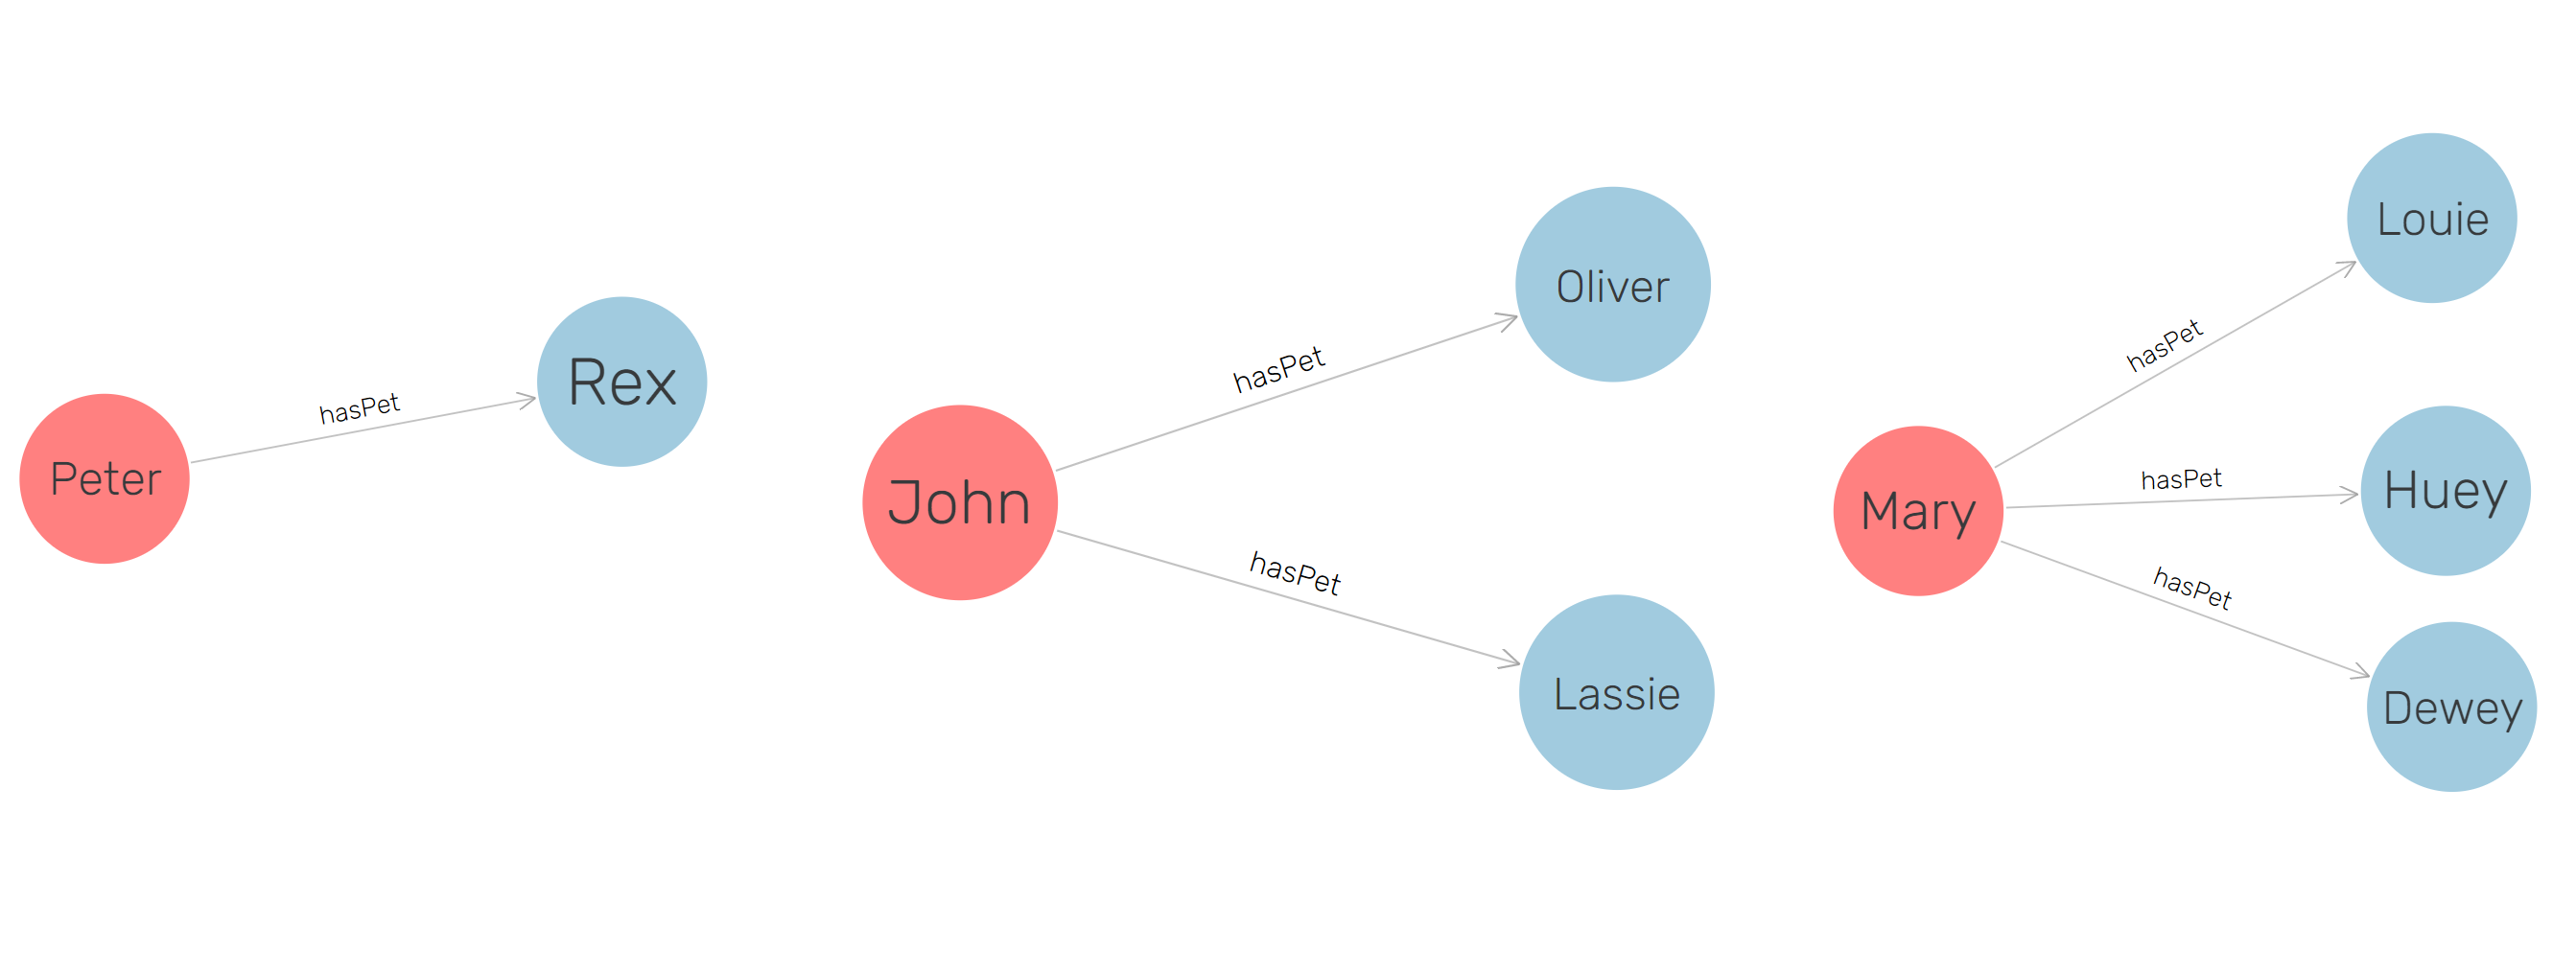 Peter
hasPet
Rex
John
hasPet
Oliver
hasPet
Lassie
Mary
hasPet
Louie
hasPet
Huey
hasPet
Dewey